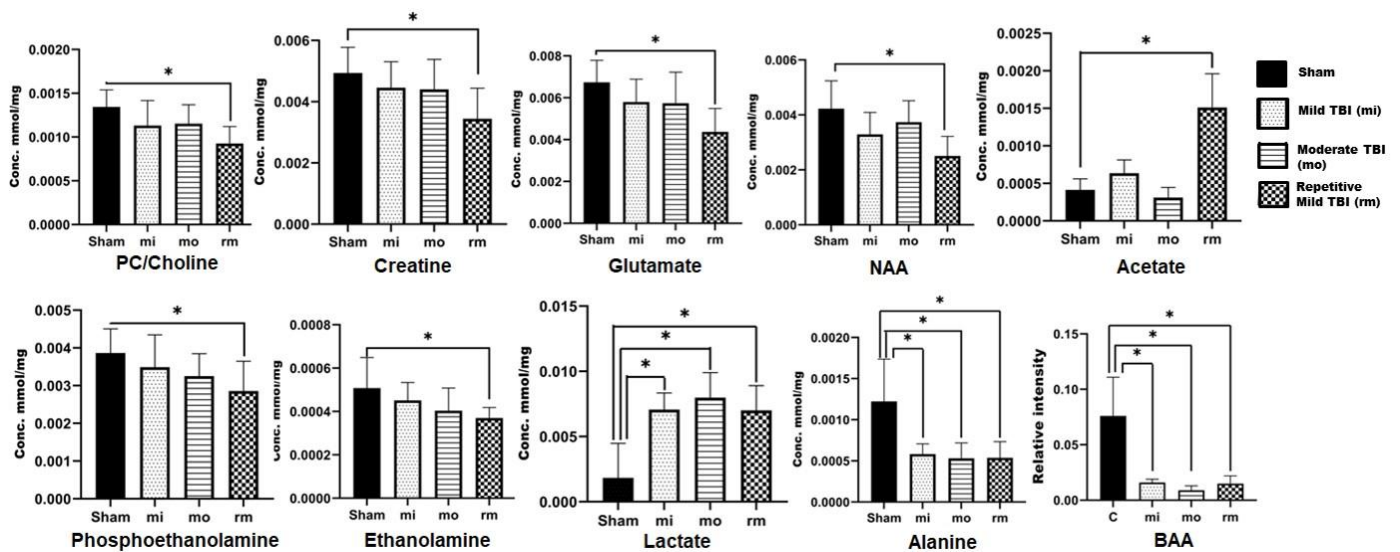 0.0020
0.0015
0.0010
0.0005
0.0000
Conc. mmol/mg
*
Sham mi mo rm
PC/Choline
0.006
0.004
0.002
0.000
Conc. mmol/mg
*
Sham mi mo rm
Creatine
0.008
0.006
0.004
0.002
0.000
Conc. mmol/mg
*
Sham mi mo rm
Glutamate
0.006
0.004
0.002
0.000
Conc. mmol/mg
*
Sham mi mo rm
NAA
0.0025
0.0020
0.0015
0.0010
0.0005
0.0000
Conc. mmol/mg
*
Sham mi mo rm
Acetate
Sham
Mild TBI (mi)
Moderate TBI
(mo)
Repetitive
Mild TBI (rm)
0.005
0.004
0.003
0.002
0.001
0.000
Conc. mmol/mg
*
Sham mi mo rm
Phosphoethanolamine
0.0008
0.0006
0.0004
0.0002
0.0000
Conc. mmol/mg
*
Sham mi mo rm
Ethanolamine
0.015
0.010
0.005
0.000
Conc. mmol/mg
*
*
*
Sham mi mo rm
Lactate
0.0020
0.0015
0.0010
0.0005
0.0000
Conc. mmol/mg
*
*
*
Sham mi mo rm
Alanine
0.15
0.10
0.05
0.00
Relative intensity
*
*
*
C mi mo rm
BAA